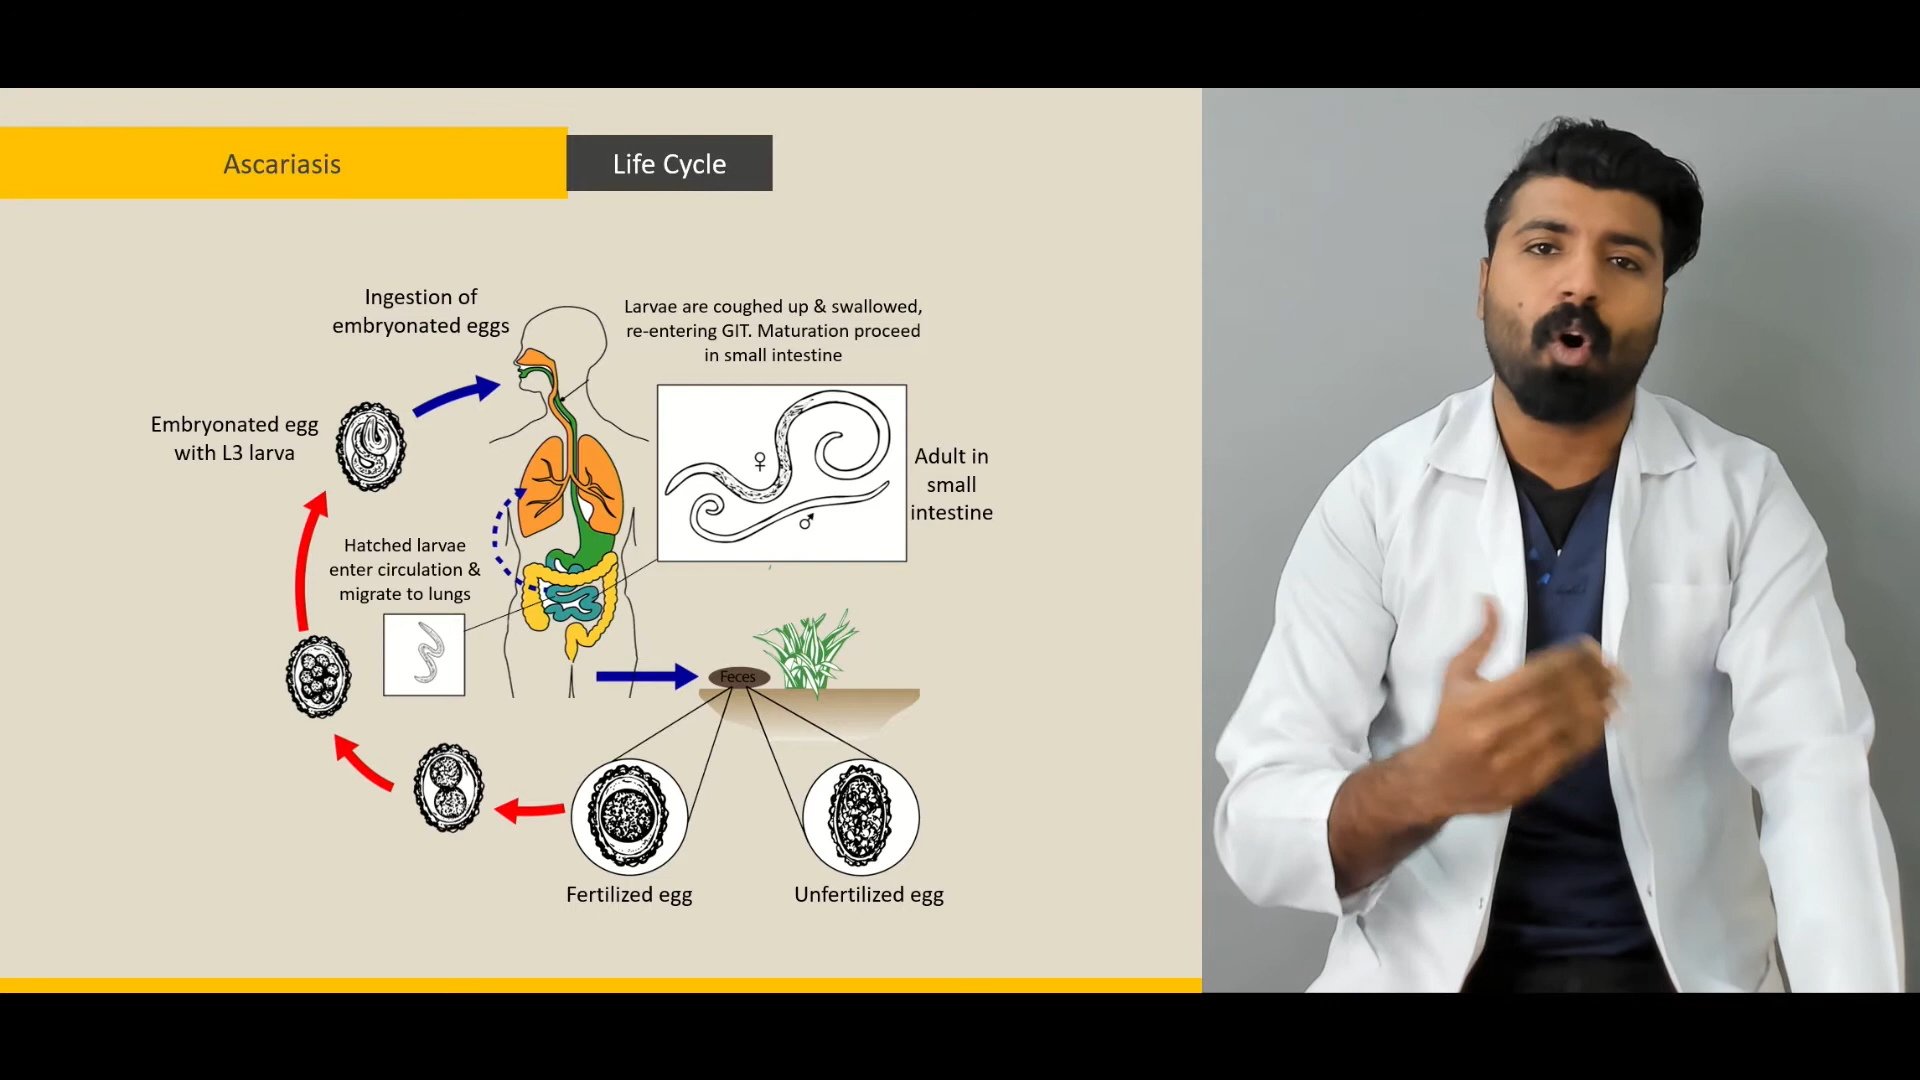 Ascariasis
Life Cycle
Ingestion of
embryonated eggs
Larvae are coughed up & swallowed,
re-entering GIT. Maturation proceed
in small intestine
Embryonated egg
with L3 larva
♀
♂
Adult in
small
intestine
Hatched larvae
enter circulation &
migrate to lungs
Feces
Fertilized egg
Unfertilized egg